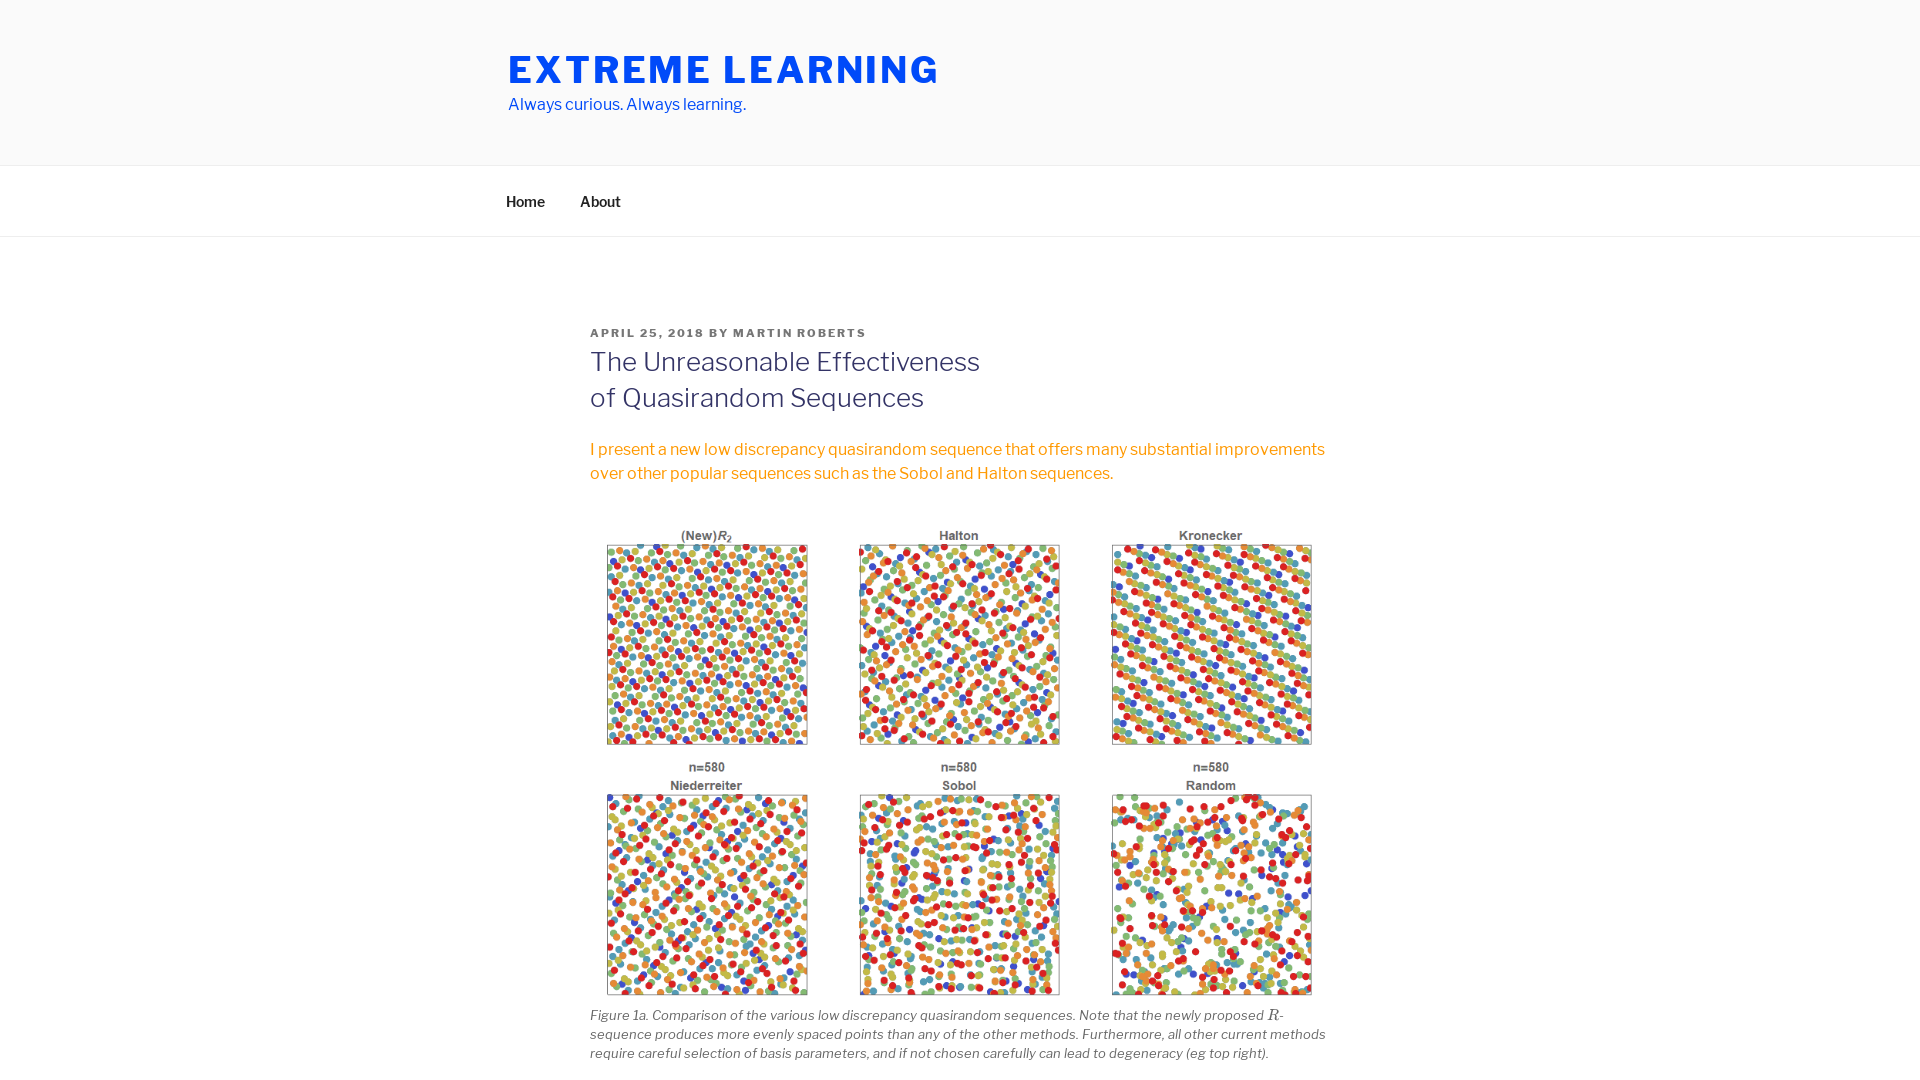 EXTREME LEARNING
Always curious. Always learning.
Home About
APRIL 25, 2018 BY MARTIN ROBERTS
The Unreasonable Effectiveness
of Quasirandom Sequences
I present a new low discrepancy quasirandom sequence that offers many substantial improvements
over other popular sequences such as the Sobol and Halton sequences.
(New)R₂ Halton Kronecker
n=580 n=580 n=580
Niederreiter Sobol Random
Figure 1a. Comparison of the various low discrepancy quasirandom sequences. Note that the newly proposed R-
sequence produces more evenly spaced points than any of the other methods. Furthermore, all other current methods
require careful selection of basis parameters, and if not chosen carefully can lead to degeneracy (eg top right).